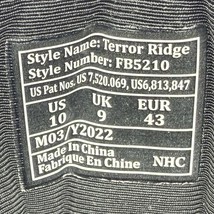 Style Name: Terror Ridge
Style Number: FB5210
US Pat Nos. US 7,520,069, US6,813,847
US UK EUR
10 9 43
M03/Y2022
Made in China
Fabrique En Chine NHC